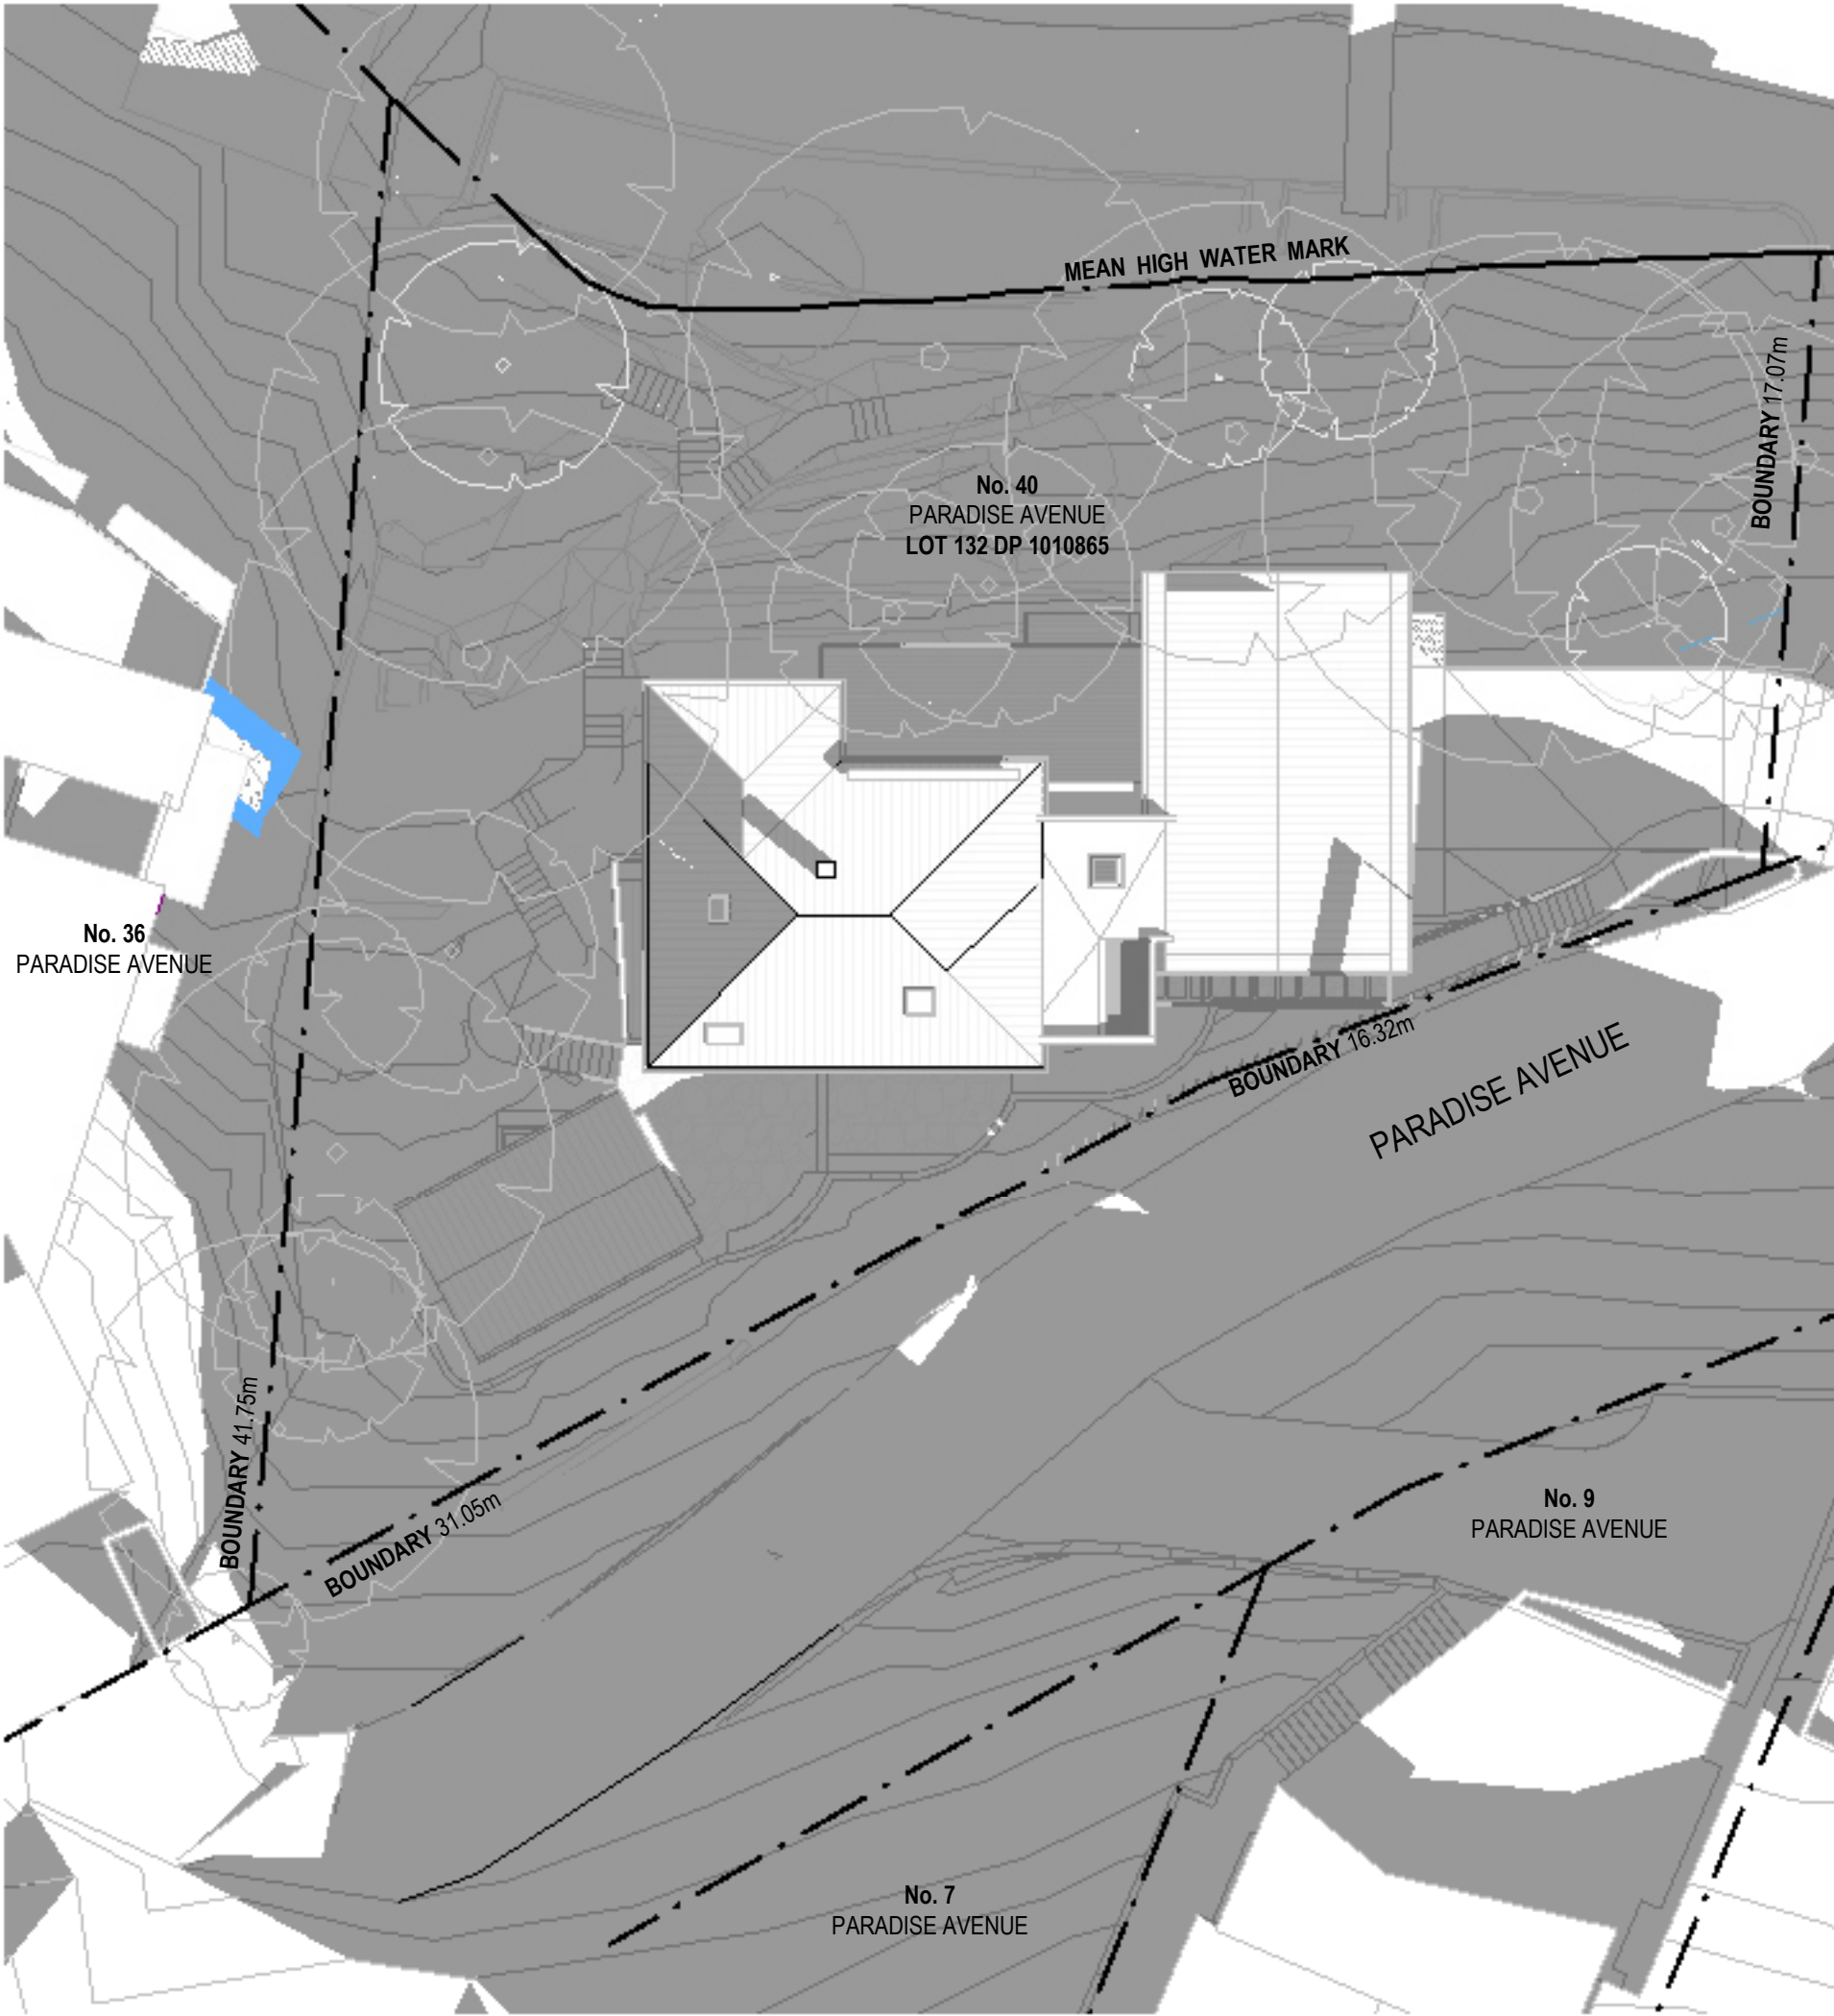 MEAN HIGH WATER MARK
BOUNDARY 17.07m
No. 40
PARADISE AVENUE
LOT 132 DP 1010865
No. 36
PARADISE AVENUE
BOUNDARY 16.32m
PARADISE AVENUE
BOUNDARY 41.75m
BOUNDARY 31.05m
No. 9
PARADISE AVENUE
No. 7
PARADISE AVENUE